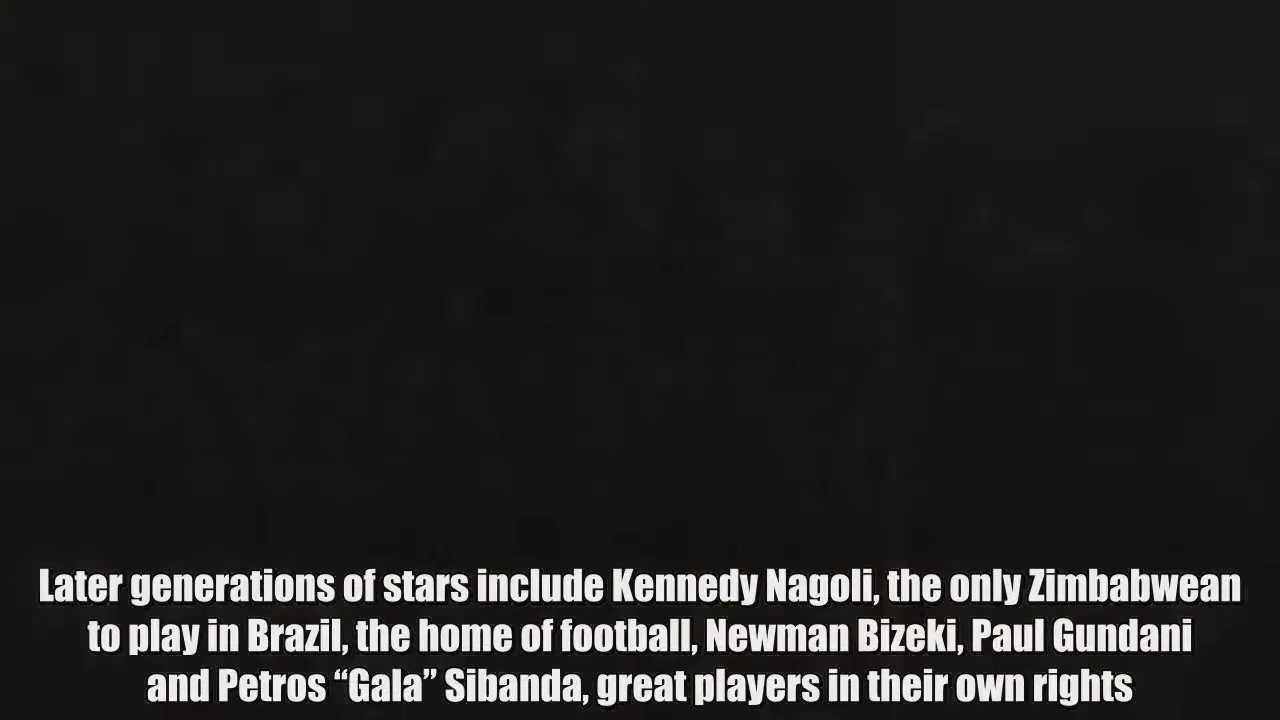 Later generations of stars include Kennedy Nagoli, the only Zimbabwean
to play in Brazil, the home of football, Newman Bizeki, Paul Gundani
and Petros “Gala” Sibanda, great players in their own rights